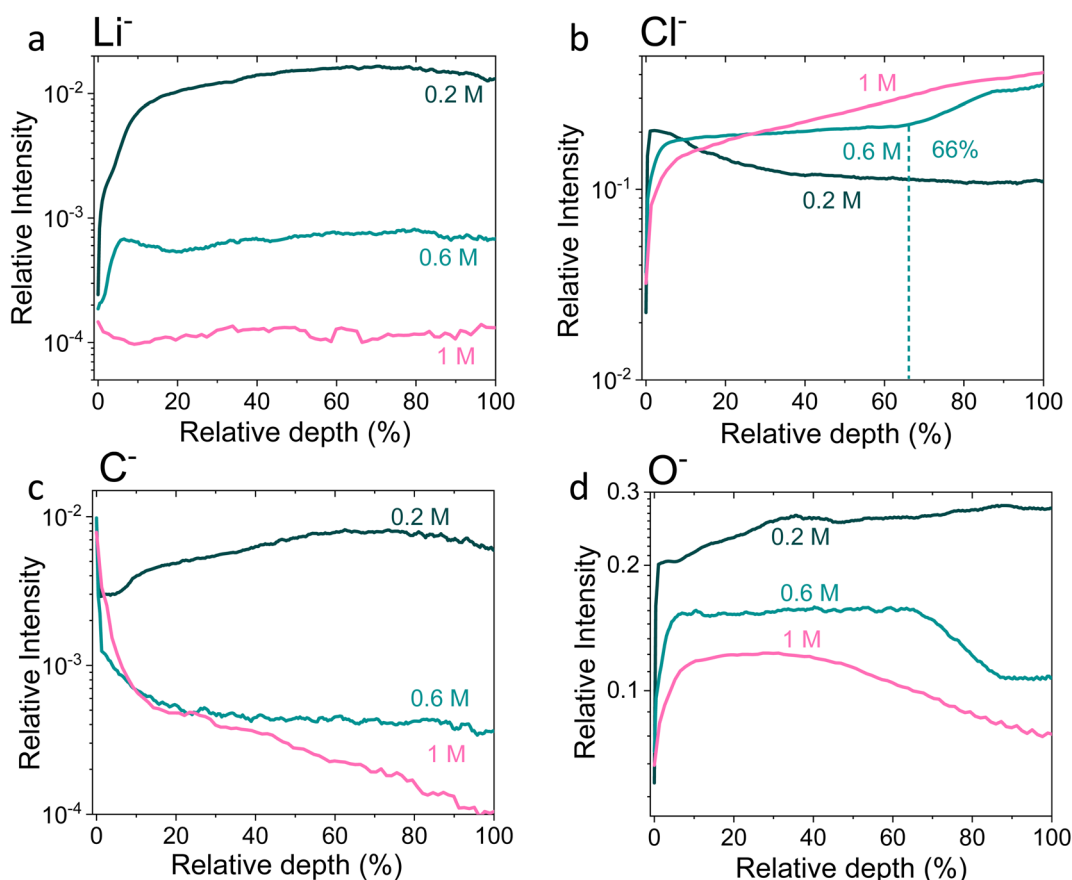 a Li⁻
10⁻²
10⁻³
10⁻⁴
Relative Intensity
0.2 M
0.6 M
1 M
0 20 40 60 80 100
Relative depth (%)
b Cl⁻
10⁻¹
10⁻²
Relative Intensity
1 M
0.6 M
66%
0.2 M
0 20 40 60 80 100
Relative depth (%)
c C⁻
10⁻²
10⁻³
10⁻⁴
Relative Intensity
0.2 M
0.6 M
1 M
0 20 40 60 80 100
Relative depth (%)
d O⁻
0.3
0.2
0.1
Relative Intensity
0.2 M
0.6 M
1 M
0 20 40 60 80 100
Relative depth (%)